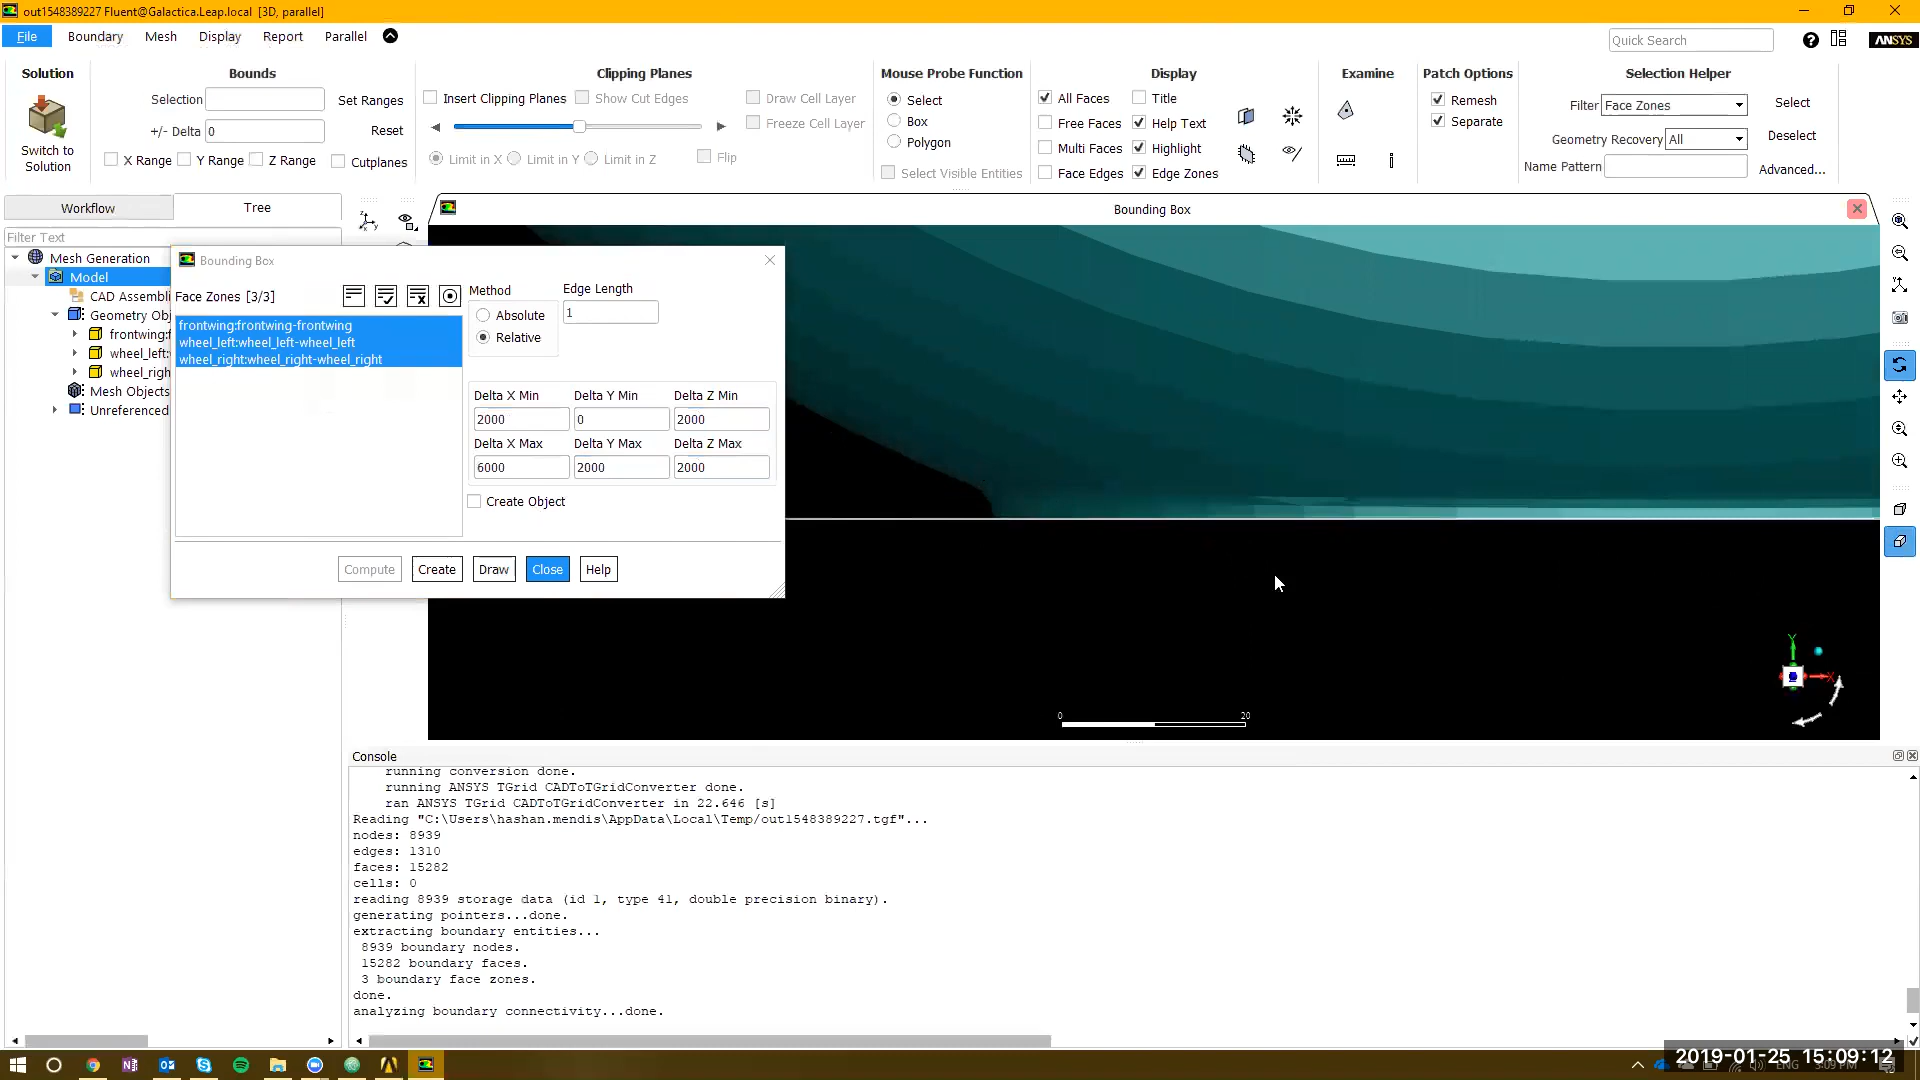 out1548389227 Fluent@Galactica.Leap.local [3D, parallel]
File Boundary Mesh Display Report Parallel
Quick Search
ANSYS
Solution
Switch to
Solution
Bounds
Selection
Set Ranges
+/- Delta 0
Reset
X Range Y Range Z Range Cutplanes
Clipping Planes
Insert Clipping Planes Show Cut Edges Draw Cell Layer
Freeze Cell Layer
Limit in X Limit in Y Limit in Z Flip
Mouse Probe Function
Select
Box
Polygon
Select Visible Entities
Display
All Faces Title
Free Faces Help Text
Multi Faces Highlight
Face Edges Edge Zones
Examine
Patch Options
Remesh
Separate
Selection Helper
Filter Face Zones Select
Geometry Recovery All Deselect
Name Pattern Advanced...
Workflow Tree
Filter Text
Mesh Generation
Model
CAD Assembl
Geometry Ob
frontwing:f
wheel_left:
wheel_righ
Mesh Objects
Unreferenced
Bounding Box
Bounding Box
Face Zones [3/3]
frontwing:frontwing-frontwing
wheel_left:wheel_left-wheel_left
wheel_right:wheel_right-wheel_right
Method
Absolute
Relative
Edge Length
1
Delta X Min Delta Y Min Delta Z Min
2000 0 2000
Delta X Max Delta Y Max Delta Z Max
6000 2000 2000
Create Object
Compute Create Draw Close Help
Y
X
0 20
Console
running conversion done.
running ANSYS TGrid CADToTGridConverter done.
ran ANSYS TGrid CADToTGridConverter in 22.646 [s]
Reading "C:\Users\hashan.mendis\AppData\Local\Temp/out1548389227.tgf"...
nodes: 8939
edges: 1310
faces: 15282
cells: 0
reading 8939 storage data (id 1, type 41, double precision binary).
generating pointers...done.
extracting boundary entities...
8939 boundary nodes.
15282 boundary faces.
3 boundary face zones.
done.
analyzing boundary connectivity...done.
2019-01-25 15:09:12
ENG 3:09 PM